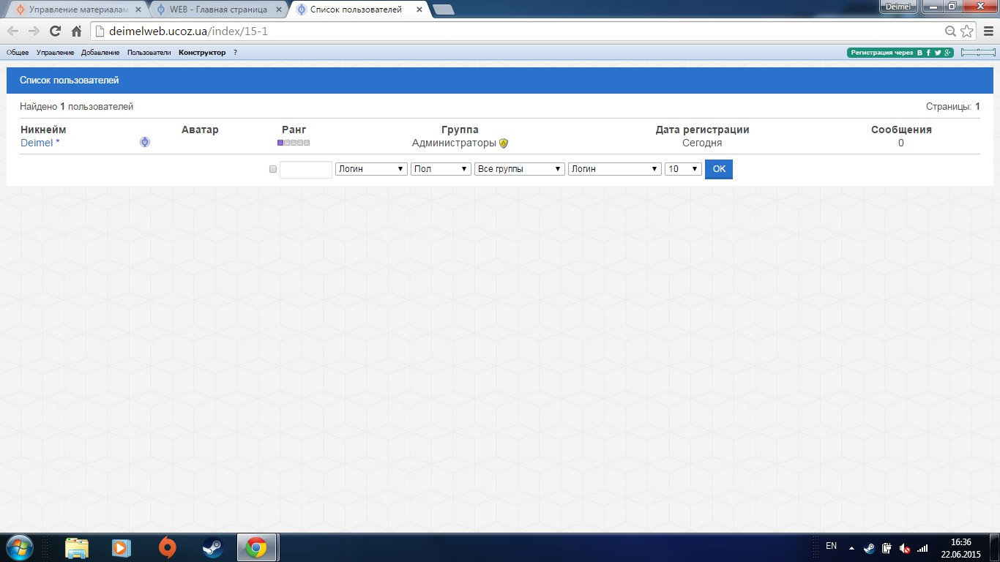 Управление материалам
WEB - Главная страница
Список пользователей
Deimel
deimelweb.ucoz.ua/index/15-1
Общее Управление Добавление Пользователи Конструктор ?
Регистрация через
Список пользователей
Найдено 1 пользователей Страницы: 1
Никнейм Аватар Ранг Группа Дата регистрации Сообщения
Deimel * Администраторы Сегодня 0
Логин Пол Все группы Логин 10 OK
EN
16:36
22.06.2015